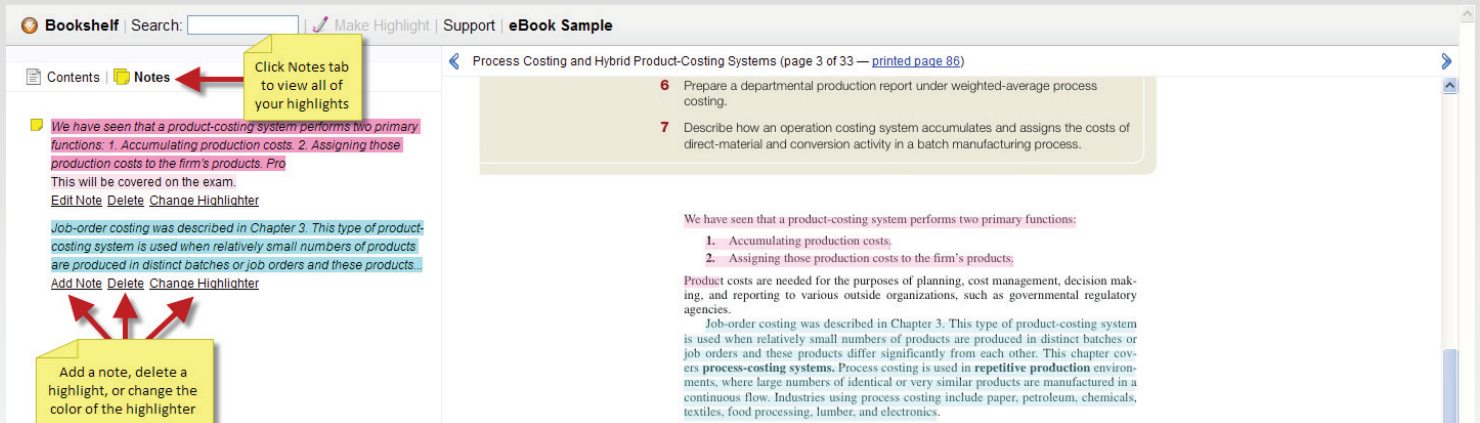 Bookshelf | Search: | Make Highlight | Support | eBook Sample
Contents | Notes
Click Notes tab
to view all of
your highlights
We have seen that a product-costing system performs two primary
functions: 1. Accumulating production costs. 2. Assigning those
production costs to the firm's products. Pro
This will be covered on the exam.
Edit Note Delete Change Highlighter
Job-order costing was described in Chapter 3. This type of product-
costing system is used when relatively small numbers of products
are produced in distinct batches or job orders and these products...
Add Note Delete Change Highlighter
Add a note, delete a
highlight, or change the
color of the highlighter
Process Costing and Hybrid Product-Costing Systems (page 3 of 33 — printed page 86)
6 Prepare a departmental production report under weighted-average process
costing.
7 Describe how an operation costing system accumulates and assigns the costs of
direct-material and conversion activity in a batch manufacturing process.
We have seen that a product-costing system performs two primary functions:
1. Accumulating production costs.
2. Assigning those production costs to the firm's products.
Product costs are needed for the purposes of planning, cost management, decision mak-
ing, and reporting to various outside organizations, such as governmental regulatory
agencies.
Job-order costing was described in Chapter 3. This type of product-costing system
is used when relatively small numbers of products are produced in distinct batches or
job orders and these products differ significantly from each other. This chapter cov-
ers process-costing systems. Process costing is used in repetitive production environ-
ments, where large numbers of identical or very similar products are manufactured in a
continuous flow. Industries using process costing include paper, petroleum, chemicals,
textiles, food processing, lumber, and electronics.